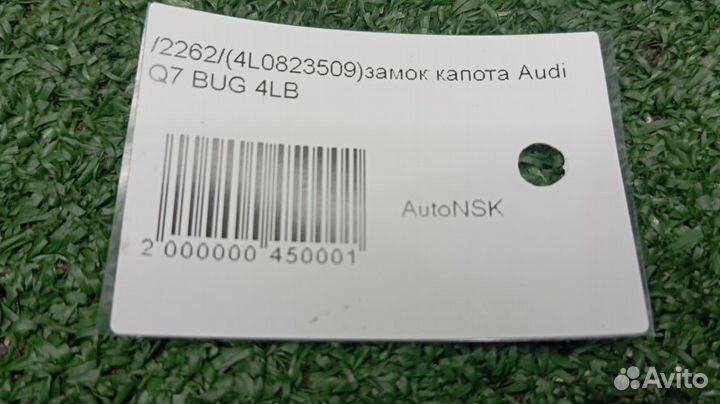 /2262/(4L0823509)замок капота Audi
Q7 BUG 4LB
AutoNSK
2 000000 450001
Avito